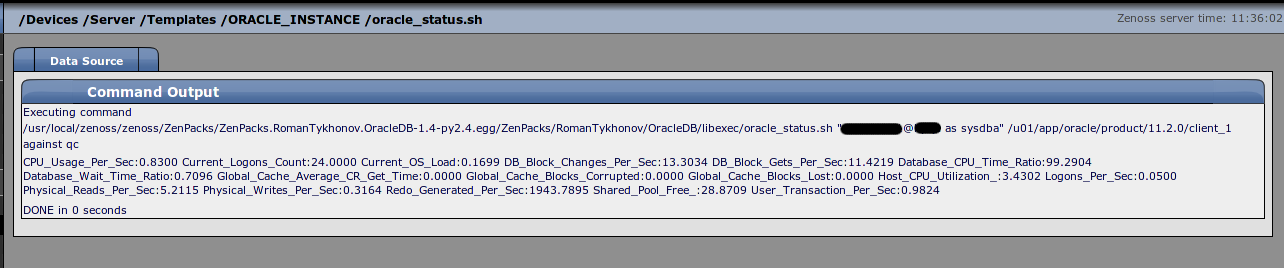 /Devices /Server /Templates /ORACLE_INSTANCE /oracle_status.sh
Zenoss server time: 11:36:02
Data Source
Command Output
Executing command
/usr/local/zenoss/zenoss/ZenPacks/ZenPacks.RomanTykhonov.OracleDB-1.4-py2.4.egg/ZenPacks/RomanTykhonov/OracleDB/libexec/oracle_status.sh "@ as sysdba" /u01/app/oracle/product/11.2.0/client_1
against qc
CPU_Usage_Per_Sec:0.8300 Current_Logons_Count:24.0000 Current_OS_Load:0.1699 DB_Block_Changes_Per_Sec:13.3034 DB_Block_Gets_Per_Sec:11.4219 Database_CPU_Time_Ratio:99.2904
Database_Wait_Time_Ratio:0.7096 Global_Cache_Average_CR_Get_Time:0.0000 Global_Cache_Blocks_Corrupted:0.0000 Global_Cache_Blocks_Lost:0.0000 Host_CPU_Utilization_:3.4302 Logons_Per_Sec:0.0500
Physical_Reads_Per_Sec:5.2115 Physical_Writes_Per_Sec:0.3164 Redo_Generated_Per_Sec:1943.7895 Shared_Pool_Free_:28.8709 User_Transaction_Per_Sec:0.9824
DONE in 0 seconds